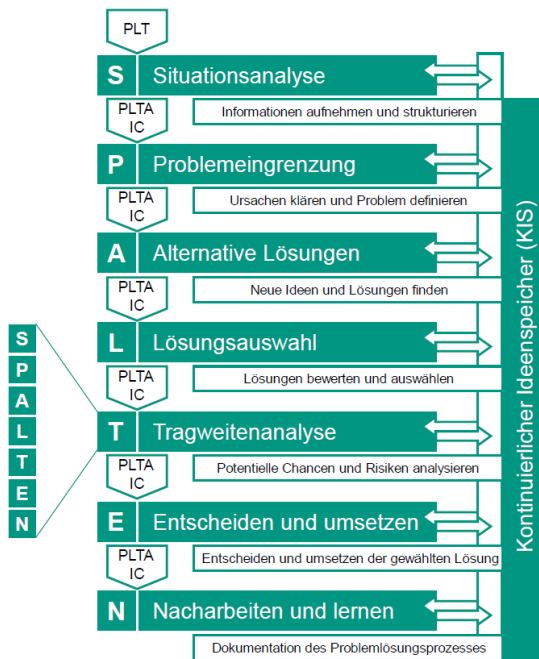 PLT
S Situationsanalyse
Informationen aufnehmen und strukturieren
PLTA
IC
P Problemeingrenzung
Ursachen klären und Problem definieren
PLTA
IC
A Alternative Lösungen
Neue Ideen und Lösungen finden
PLTA
IC
L Lösungsauswahl
Lösungen bewerten und auswählen
PLTA
IC
T Tragweitenanalyse
Potentielle Chancen und Risiken analysieren
PLTA
IC
E Entscheiden und umsetzen
Entscheiden und umsetzen der gewählten Lösung
PLTA
IC
N Nacharbeiten und lernen
Dokumentation des Problemlösungsprozesses
S
P
A
L
T
E
N
Kontinuierlicher Ideenspeicher (KIS)